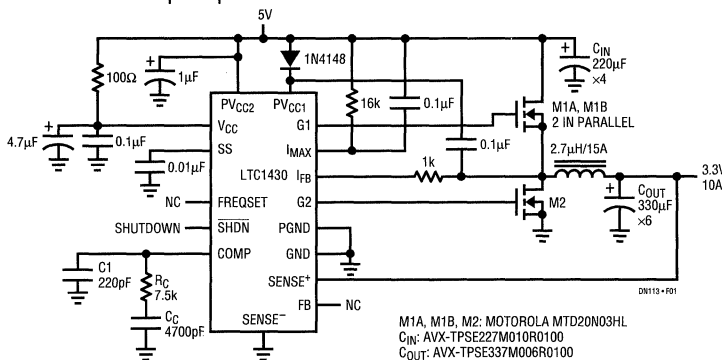 5V
1N4148
CIN
220µF
×4
+
1µF
100Ω
PVCC2
PVCC1
16k
0.1µF
M1A, M1B
2 IN PARALLEL
+
4.7µF
0.1µF
VCC
G1
SS
IMAX
0.1µF
0.01µF
LTC1430
IFB
1k
2.7µH/15A
3.3V
10A
NC
FREQSET
G2
M2
+
COUT
330µF
×6
SHUTDOWN
SHDN
PGND
COMP
GND
C1
220pF
RC
7.5k
SENSE+
DN113 • F01
FB
NC
CC
4700pF
SENSE–
M1A, M1B, M2: MOTOROLA MTD20N03HL
CIN: AVX-TPSE227M010R0100
COUT: AVX-TPSE337M006R0100